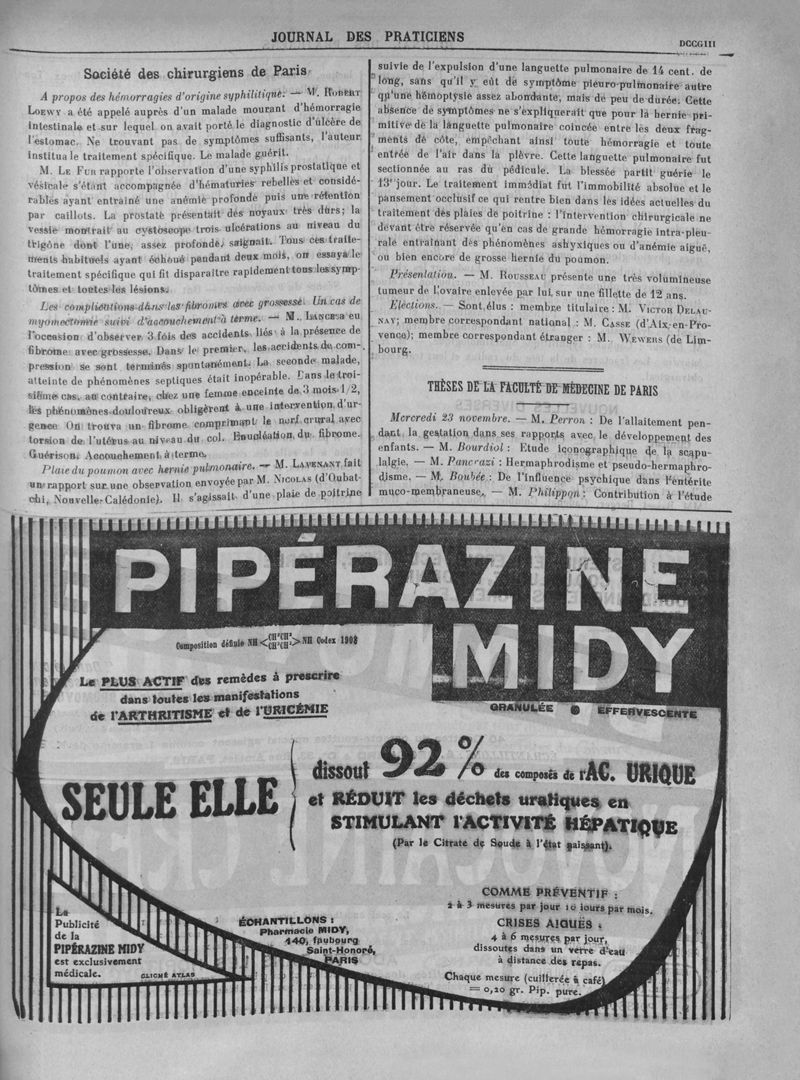 JOURNAL DES PRATICIENS
DCCCIII
Société des chirurgiens de Paris
A propos des hémorragies d'origine syphilitique. — M. ROBERT
LOEWY a été appelé auprès d'un malade mourant d'hémorragie
intestinale et sur lequel on avait porté le diagnostic d'ulcère de
l'estomac. Ne trouvant pas de symptômes suffisants, l'auteur
institua le traitement spécifique. Le malade guérit.
M. LE FUR rapporte l'observation d'une syphilis prostatique et
vésicale s'étant accompagnée d'hématuries rebelles et considé-
rables ayant entraîné une anémie profonde puis une rétention
par caillots. La prostate présentait des noyaux très durs; la
vessie montrait au cystoscope trois ulcérations au niveau du
trigône dont l'une, assez profonde, saignait. Tous ces traite-
ments habituels ayant échoué pendant deux mois, on essaya le
traitement spécifique qui fit disparaître rapidement tous les symp-
tômes et toutes les lésions.
Les complications dans les fibromes avec grossesse. Un cas de
myomectomie suivi d'accouchement à terme. — M. LANCE a eu
l'occasion d'observer 3 fois des accidents liés à la présence de
fibrome avec grossesse. Dans le premier, les accidents de com-
pression se sont terminés spontanément. La seconde malade,
atteinte de phénomènes septiques était inopérable. Dans le troi-
sième cas, au contraire, chez une femme enceinte de 3 mois 1/2,
les phénomènes douloureux obligèrent à une intervention d'ur-
gence On trouva un fibrome comprimant le nerf crural avec
torsion de l'utérus au niveau du col. Enucléation du fibrome.
Guérison. Accouchement à terme.
Plaie du poumon avec hernie pulmonaire. — M. LAVENANT fait
un rapport sur une observation envoyée par M. NICOLAS (d'Oubat-
chi, Nouvelle-Calédonie). Il s'agissait d'une plaie de poitrine
suivie de l'expulsion d'une languette pulmonaire de 14 cent. de
long, sans qu'il y eût de symptôme pleuro-pulmonaire autre
qu'une hémoptysie assez abondante, mais de peu de durée. Cette
absence de symptômes ne s'expliquerait que pour la hernie pri-
mitive de la languette pulmonaire coincée entre les deux frag-
ments de côte, empêchant ainsi toute hémorragie et toute
entrée de l'air dans la plèvre. Cette languette pulmonaire fut
sectionnée au ras du pédicule. La blessée partit guérie le
13e jour. Le traitement immédiat fut l'immobilité absolue et le
pansement occlusif ce qui rentre bien dans les idées actuelles du
traitement des plaies de poitrine : l'intervention chirurgicale ne
devant être réservée qu'en cas de grande hémorragie intra-pleu-
rale entraînant des phénomènes ashyxiques ou d'anémie aiguë,
ou bien encore de grosse hernie du poumon.
Présentation. — M. ROUSSEAU présente une très volumineuse
tumeur de l'ovaire enlevée par lui sur une fillette de 12 ans.
Elections. — Sont élus : membre titulaire : M. VICTOR DELAU-
NAY; membre correspondant national : M. CASSE (d'Aix-en-Pro-
vence); membre correspondant étranger : M. WEWERS (de Lim-
bourg.
THÈSES DE LA FACULTÉ DE MÉDECINE DE PARIS
Mercredi 23 novembre. — M. Perron : De l'allaitement pen-
dant la gestation dans ses rapports avec le développement des
enfants. — M. Bourdiol : Etude iconographique de la scapu-
lalgie. — M. Pancrazi : Hermaphrodisme et pseudo-hermaphro-
disme. — M. Boubée : De l'influence psychique dans l'entérite
muco-membraneuse. — M. Philippon : Contribution à l'étude
PIPÉRAZINE
MIDY
Composition définie NH<CH²CH² CH²CH²>NH Codex 1908
GRANULÉE EFFERVESCENTE
Le PLUS ACTIF des remèdes à prescrire
dans toutes les manifestations
de l'ARTHRITISME et de l'URICÉMIE
SEULE ELLE
dissout 92 % des composés de l'AC. URIQUE
et RÉDUIT les déchets uratiques en
STIMULANT l'ACTIVITÉ HÉPATIQUE
(Par le Citrate de Soude à l'état naissant).
La
Publicité
de la
PIPÉRAZINE MIDY
est exclusivement
médicale.
CLICHÉ ATLAS
ÉCHANTILLONS :
Pharmacie MIDY,
140, faubourg
Saint-Honoré,
PARIS
COMME PRÉVENTIF :
2 à 3 mesures par jour 10 jours par mois.
CRISES AIGUËS :
4 à 6 mesures par jour,
dissoutes dans un verre d'eau
à distance des repas.
Chaque mesure (cuillerée à café)
= 0,20 gr. Pip. pure.